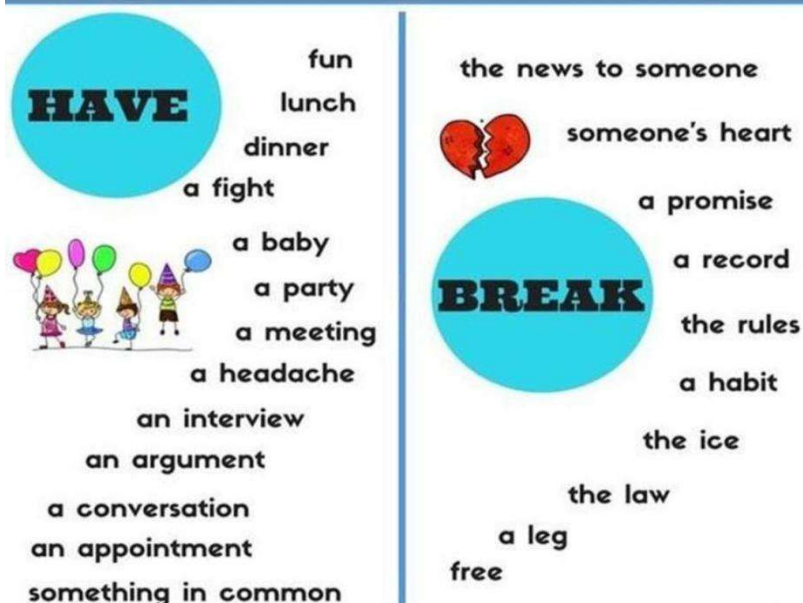 HAVE
fun
lunch
dinner
a fight
a baby
a party
a meeting
a headache
an interview
an argument
a conversation
an appointment
something in common
BREAK
the news to someone
someone's heart
a promise
a record
the rules
a habit
the ice
the law
a leg
free